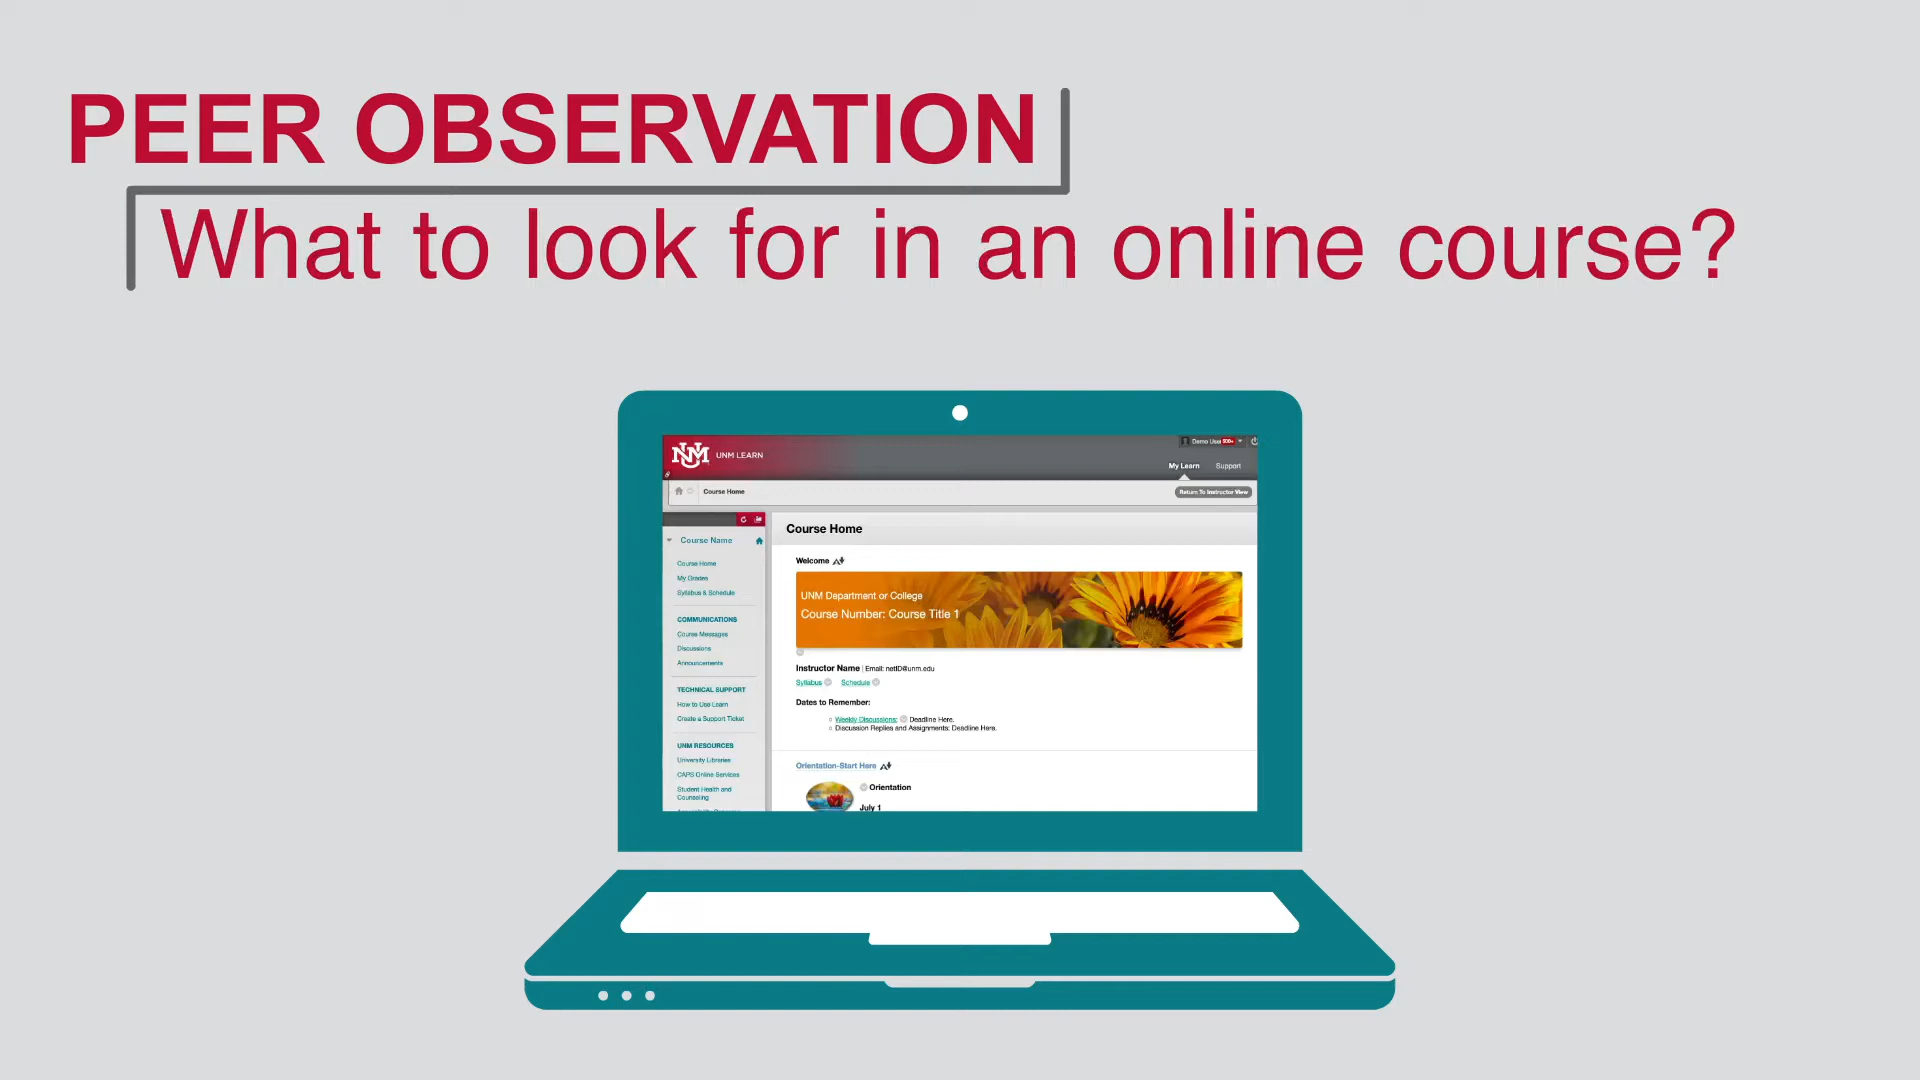 PEER OBSERVATION
What to look for in an online course?
UNM UNM LEARN
Demo User 500+
My Learn Support
Course Home
Return To Instructor View
Course Name
Course Home
My Grades
Syllabus & Schedule
COMMUNICATIONS
Course Messages
Discussions
Announcements
TECHNICAL SUPPORT
How to Use Learn
Create a Support Ticket
UNM RESOURCES
University Libraries
CAPS Online Services
Student Health and
Counseling
Course Home
Welcome
UNM Department or College
Course Number: Course Title 1
Instructor Name | Email: netID@unm.edu
Syllabus Schedule
Dates to Remember:
Weekly Discussions: Deadline Here.
Discussion Replies and Assignments: Deadline Here.
Orientation-Start Here
Orientation
July 1